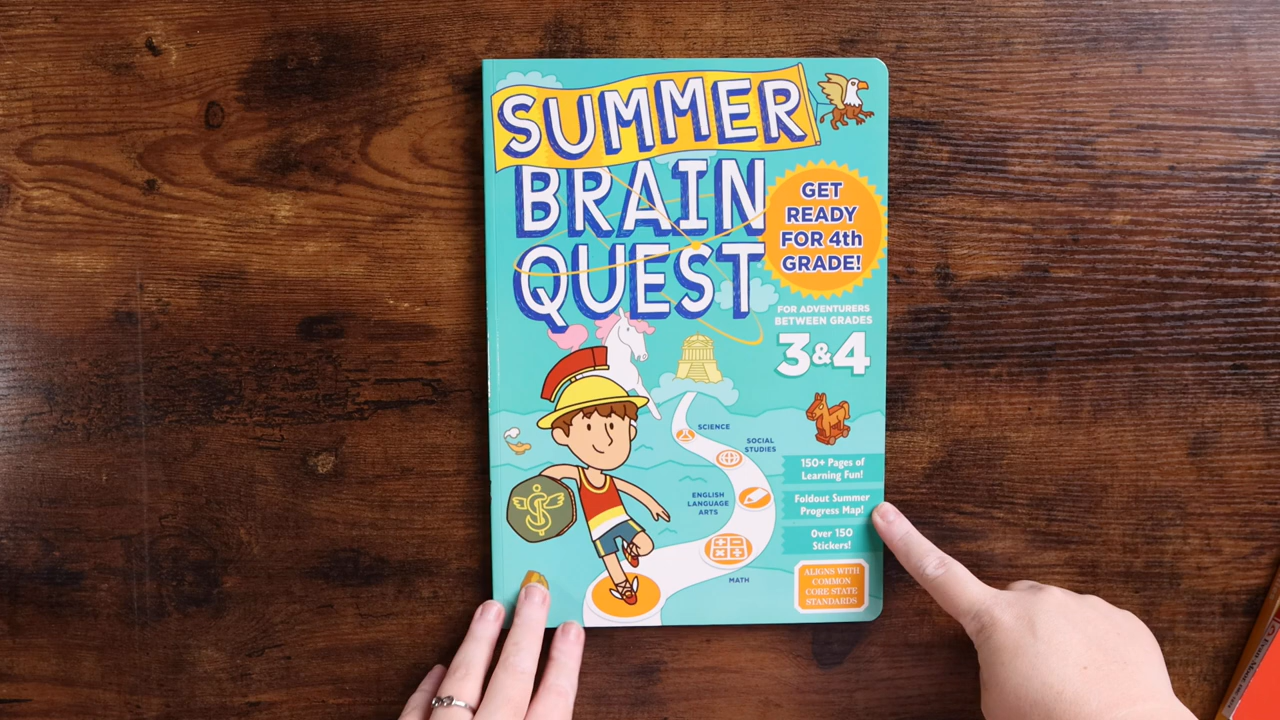 SUMMER
BRAIN
QUEST
GET
READY
FOR 4th
GRADE!
FOR ADVENTURERS
BETWEEN GRADES
3&4
SCIENCE
SOCIAL
STUDIES
ENGLISH
LANGUAGE
ARTS
MATH
150+ Pages of
Learning Fun!
Foldout Summer
Progress Map!
Over 150
Stickers!
ALIGNS WITH
COMMON
CORE STATE
STANDARDS